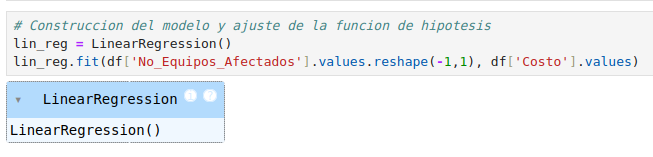 # Construccion del modelo y ajuste de la funcion de hipotesis
lin_reg = LinearRegression()
lin_reg.fit(df['No_Equipos_Afectados'].values.reshape(-1,1), df['Costo'].values)
▾ LinearRegression i ?
LinearRegression()